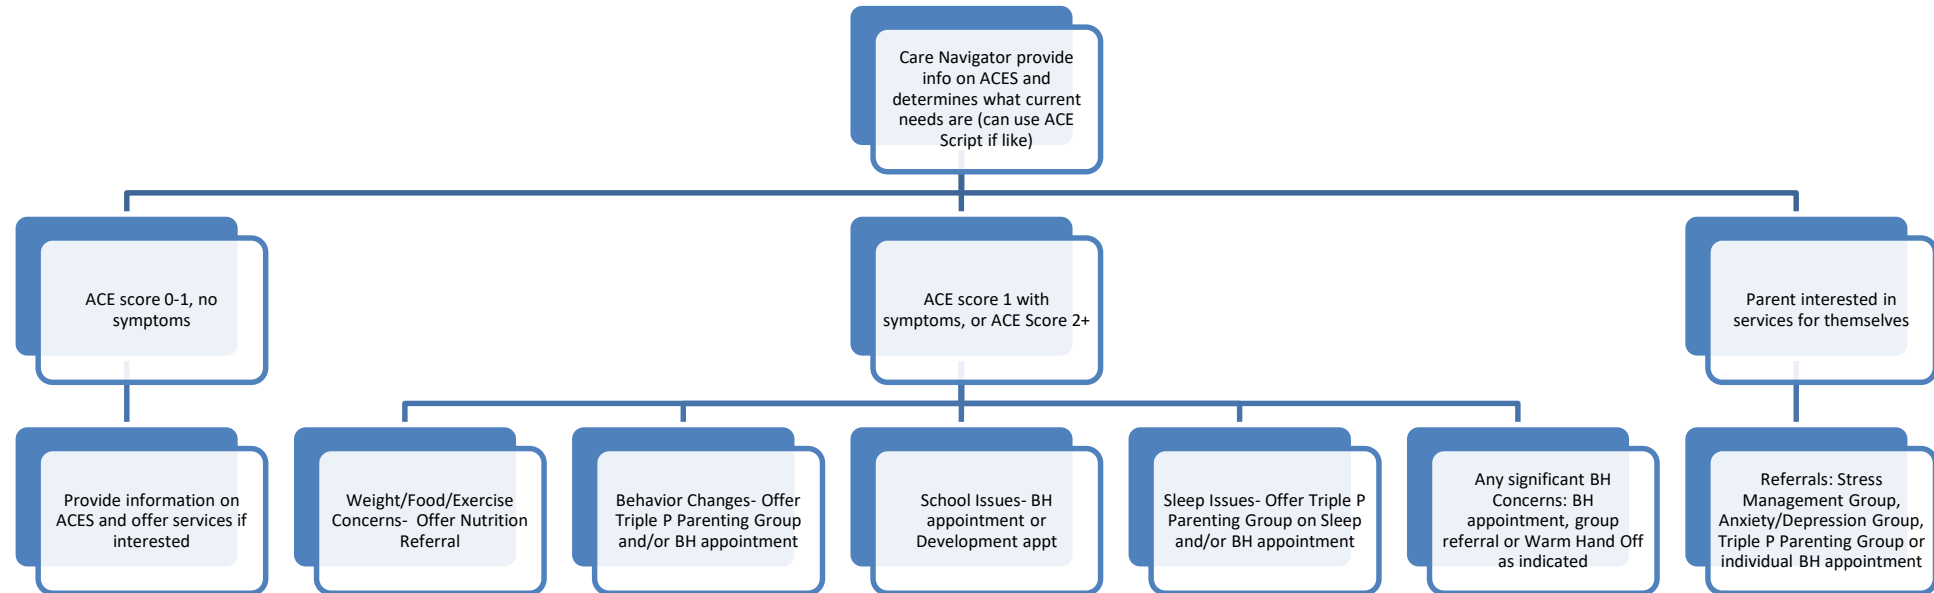 Care Navigator provide
info on ACES and
determines what current
needs are (can use ACE
Script if like)
ACE score 0-1, no
symptoms
ACE score 1 with
symptoms, or ACE Score 2+
Parent interested in
services for themselves
Provide information on
ACES and offer services if
interested
Weight/Food/Exercise
Concerns- Offer Nutrition
Referral
Behavior Changes- Offer
Triple P Parenting Group
and/or BH appointment
School Issues- BH
appointment or
Development appt
Sleep Issues- Offer Triple P
Parenting Group on Sleep
and/or BH appointment
Any significant BH
Concerns: BH
appointment, group
referral or Warm Hand Off
as indicated
Referrals: Stress
Management Group,
Anxiety/Depression Group,
Triple P Parenting Group or
individual BH appointment